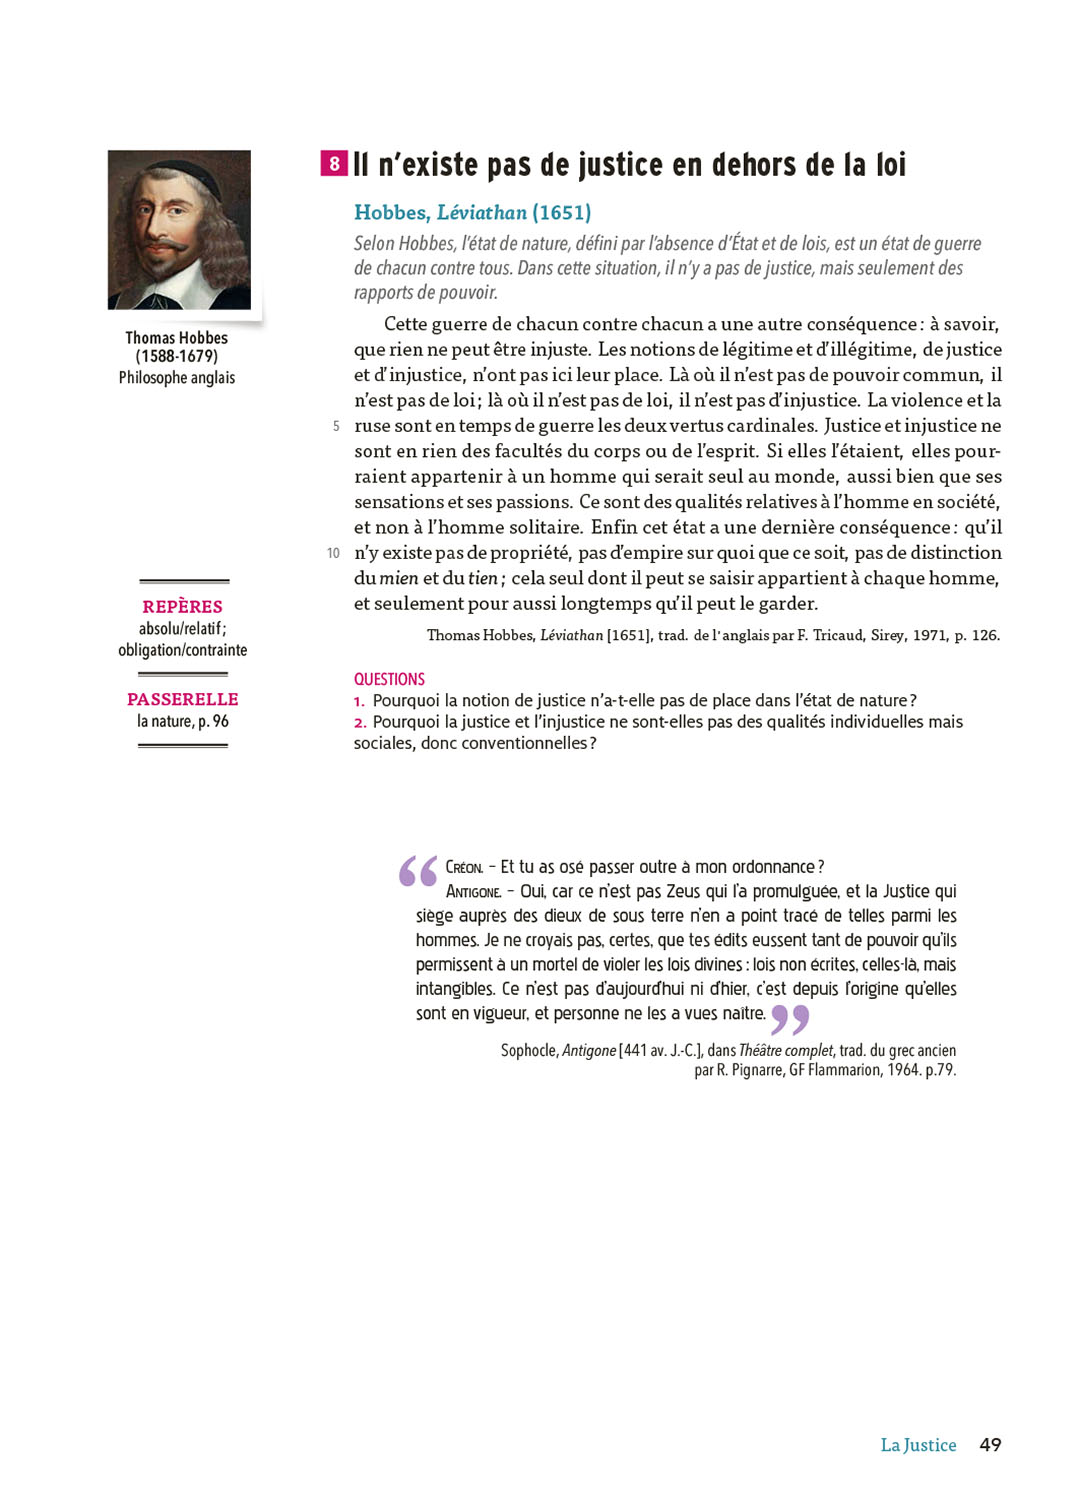 8 Il n'existe pas de justice en dehors de la loi
Hobbes, Léviathan (1651)
Selon Hobbes, l'état de nature, défini par l'absence d'État et de lois, est un état de guerre
de chacun contre tous. Dans cette situation, il n'y a pas de justice, mais seulement des
rapports de pouvoir.
Thomas Hobbes
(1588-1679)
Philosophe anglais
Cette guerre de chacun contre chacun a une autre conséquence : à savoir,
que rien ne peut être injuste. Les notions de légitime et d'illégitime, de justice
et d'injustice, n'ont pas ici leur place. Là où il n'est pas de pouvoir commun, il
n'est pas de loi ; là où il n'est pas de loi, il n'est pas d'injustice. La violence et la
5 ruse sont en temps de guerre les deux vertus cardinales. Justice et injustice ne
sont en rien des facultés du corps ou de l'esprit. Si elles l'étaient, elles pour-
raient appartenir à un homme qui serait seul au monde, aussi bien que ses
sensations et ses passions. Ce sont des qualités relatives à l'homme en société,
et non à l'homme solitaire. Enfin cet état a une dernière conséquence : qu'il
10 n'y existe pas de propriété, pas d'empire sur quoi que ce soit, pas de distinction
du mien et du tien ; cela seul dont il peut se saisir appartient à chaque homme,
et seulement pour aussi longtemps qu'il peut le garder.
Thomas Hobbes, Léviathan [1651], trad. de l'anglais par F. Tricaud, Sirey, 1971, p. 126.
REPÈRES
absolu/relatif ;
obligation/contrainte
PASSERELLE
la nature, p. 96
QUESTIONS
1. Pourquoi la notion de justice n'a-t-elle pas de place dans l'état de nature ?
2. Pourquoi la justice et l'injustice ne sont-elles pas des qualités individuelles mais
sociales, donc conventionnelles ?
“ CRÉON. – Et tu as osé passer outre à mon ordonnance ?
ANTIGONE. – Oui, car ce n'est pas Zeus qui l'a promulguée, et la Justice qui
siège auprès des dieux de sous terre n'en a point tracé de telles parmi les
hommes. Je ne croyais pas, certes, que tes édits eussent tant de pouvoir qu'ils
permissent à un mortel de violer les lois divines : lois non écrites, celles-là, mais
intangibles. Ce n'est pas d'aujourd'hui ni d'hier, c'est depuis l'origine qu'elles
sont en vigueur, et personne ne les a vues naître. ”
Sophocle, Antigone [441 av. J.-C.], dans Théâtre complet, trad. du grec ancien
par R. Pignarre, GF Flammarion, 1964. p.79.
La Justice 49